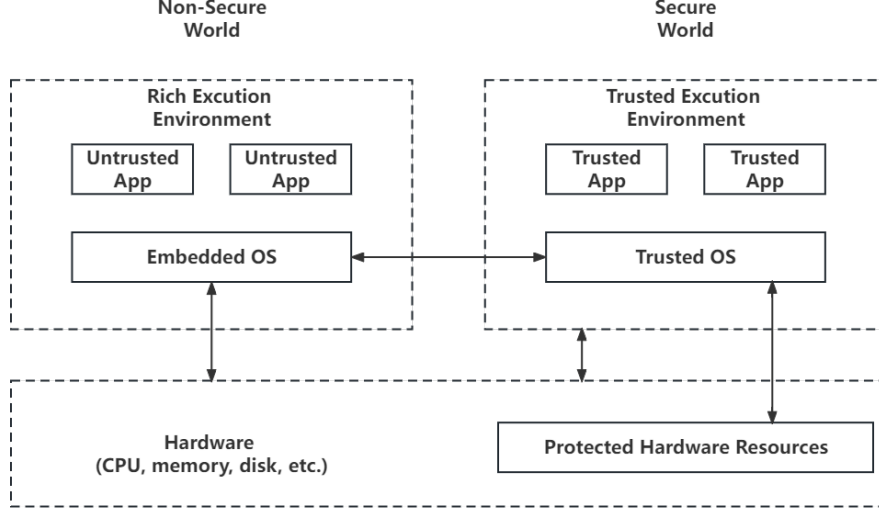 Non-Secure
World
Secure
World
Rich Excution
Environment
Untrusted
App
Untrusted
App
Embedded OS
Trusted Excution
Environment
Trusted
App
Trusted
App
Trusted OS
Hardware
(CPU, memory, disk, etc.)
Protected Hardware Resources